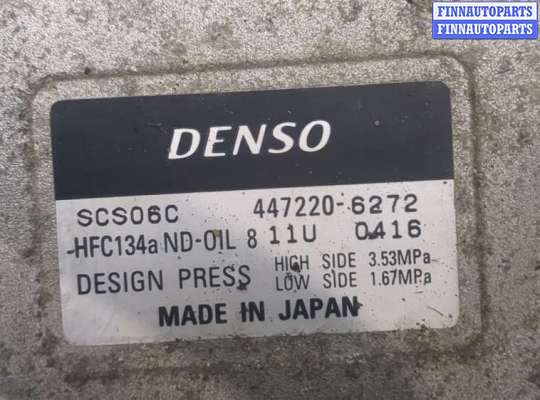 FINNAUTOPARTS
FINNAUTOPARTS
DENSO
SCS06C 447220-6272
HFC134a ND-OIL 8 11U 0416
DESIGN PRESS HIGH SIDE 3.53MPa
LOW SIDE 1.67MPa
MADE IN JAPAN